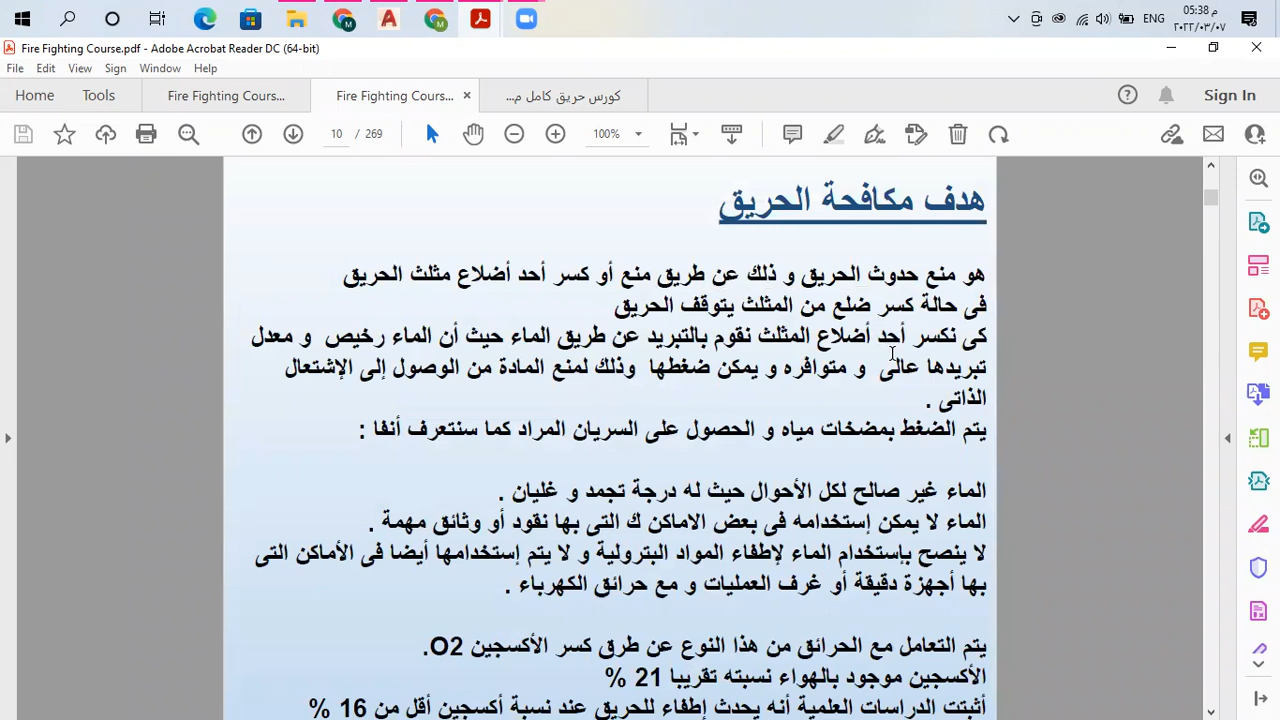 ENG
05:38 م
٢٠٢٢/٠٣/٠٧
Fire Fighting Course.pdf - Adobe Acrobat Reader DC (64-bit)
File Edit View Sign Window Help
Home Tools Fire Fighting Cours... Fire Fighting Cours... × كورس حريق كامل م... Sign In
10 / 269 100%
هدف مكافحة الحريق
هو منع حدوث الحريق و ذلك عن طريق منع أو كسر أحد أضلاع مثلث الحريق
فى حالة كسر ضلع من المثلث يتوقف الحريق
كى نكسر أحد أضلاع المثلث نقوم بالتبريد عن طريق الماء حيث أن الماء رخيص و معدل
تبريدها عالى و متوافره و يمكن ضغطها وذلك لمنع المادة من الوصول إلى الإشتعال
الذاتى .
يتم الضغط بمضخات مياه و الحصول على السريان المراد كما سنتعرف أنفا :
الماء غير صالح لكل الأحوال حيث له درجة تجمد و غليان .
الماء لا يمكن إستخدامه فى بعض الاماكن ك التى بها نقود أو وثائق مهمة .
لا ينصح بإستخدام الماء لإطفاء المواد البترولية و لا يتم إستخدامها أيضا فى الأماكن التى
بها أجهزة دقيقة أو غرف العمليات و مع حرائق الكهرباء .
يتم التعامل مع الحرائق من هذا النوع عن طرق كسر الأكسجين O2.
الأكسجين موجود بالهواء نسبته تقريبا 21 %
أثبتت الدراسات العلمية أنه يحدث إطفاء للحريق عند نسبة أكسجين أقل من 16 %